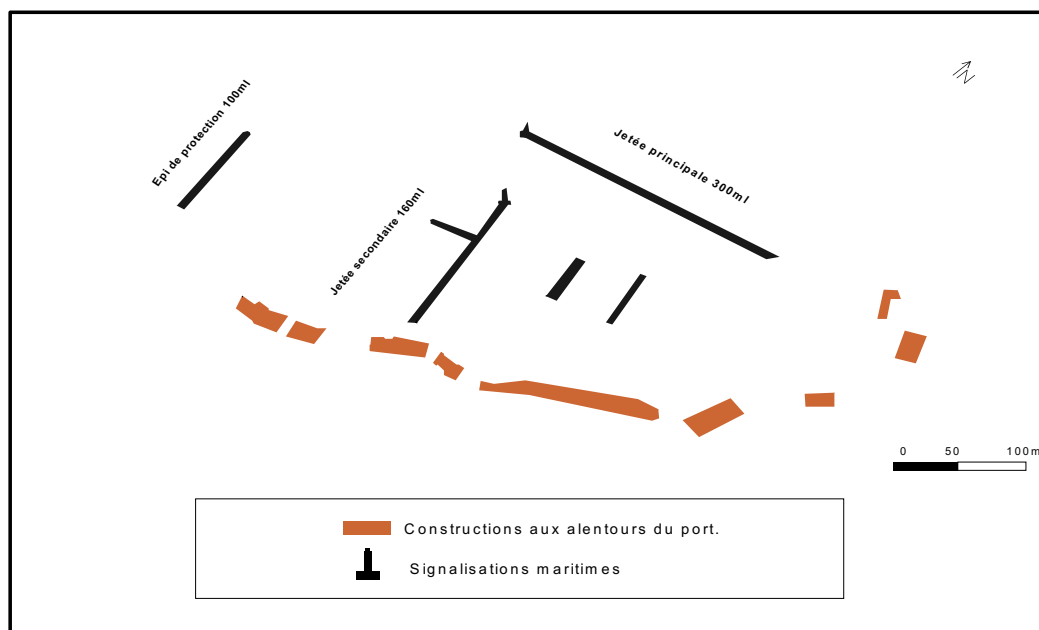 N
Epi de protection 100ml
Jetée principale 300ml
Jetée secondaire 160ml
0 50 100m
Constructions aux alentours du port.
Signalisations maritimes